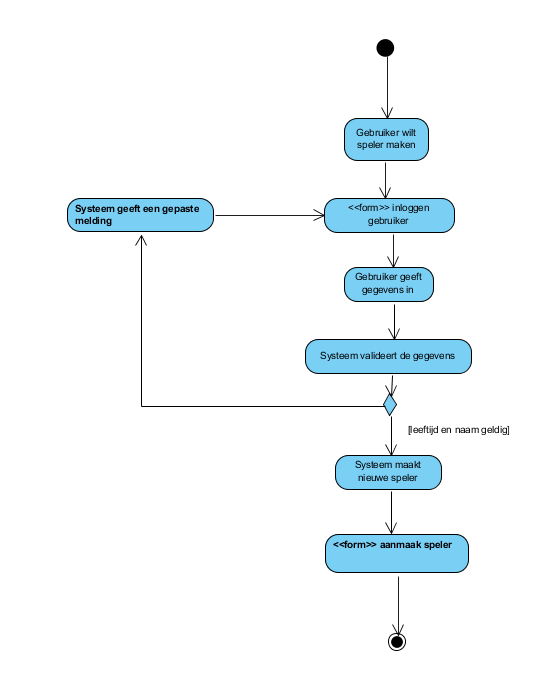 Gebruiker wilt
speler maken
Systeem geeft een gepaste
melding
<<form>> inloggen
gebruiker
Gebruiker geeft
gegevens in
Systeem valideert de gegevens
[leeftijd en naam geldig]
Systeem maakt
nieuwe speler
<<form>> aanmaak speler